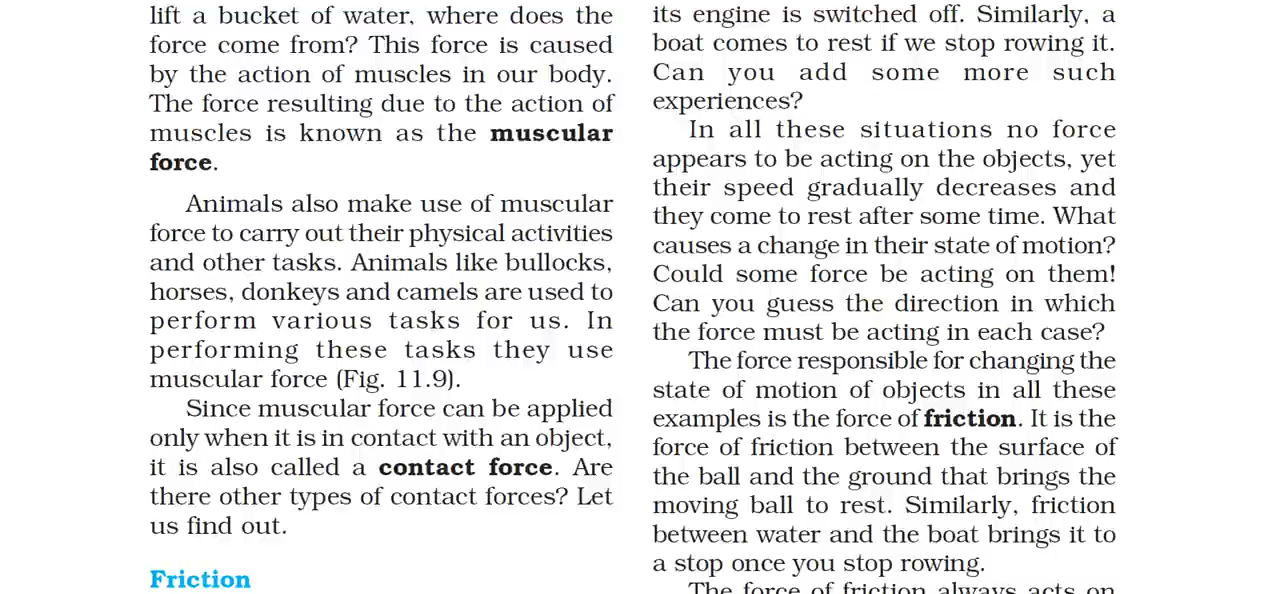 lift a bucket of water, where does the
force come from? This force is caused
by the action of muscles in our body.
The force resulting due to the action of
muscles is known as the muscular
force.
Animals also make use of muscular
force to carry out their physical activities
and other tasks. Animals like bullocks,
horses, donkeys and camels are used to
perform various tasks for us. In
performing these tasks they use
muscular force (Fig. 11.9).
Since muscular force can be applied
only when it is in contact with an object,
it is also called a contact force. Are
there other types of contact forces? Let
us find out.
Friction
its engine is switched off. Similarly, a
boat comes to rest if we stop rowing it.
Can you add some more such
experiences?
In all these situations no force
appears to be acting on the objects, yet
their speed gradually decreases and
they come to rest after some time. What
causes a change in their state of motion?
Could some force be acting on them!
Can you guess the direction in which
the force must be acting in each case?
The force responsible for changing the
state of motion of objects in all these
examples is the force of friction. It is the
force of friction between the surface of
the ball and the ground that brings the
moving ball to rest. Similarly, friction
between water and the boat brings it to
a stop once you stop rowing.
The force of friction always acts on